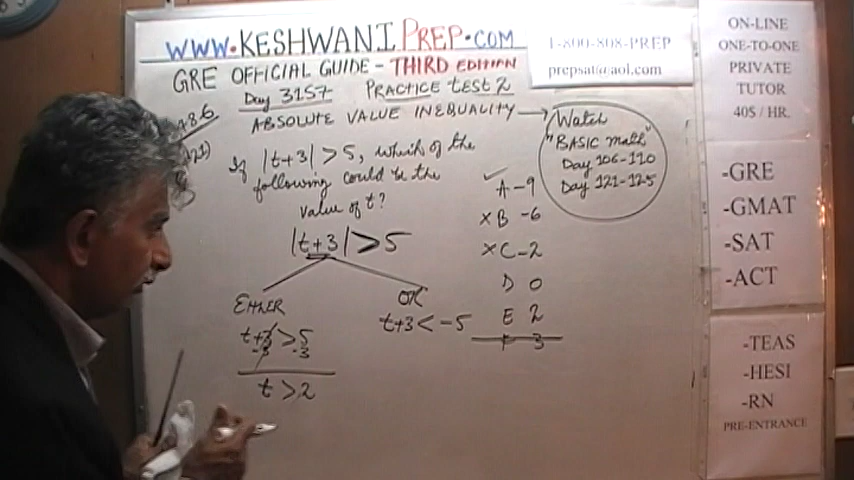 WWW.KESHWANIPREP.COM
1-800-808-PREP
prepsat@aol.com
GRE OFFICIAL GUIDE - THIRD EDITION
Day 3157 PRACTICE TEST 2
ABSOLUTE VALUE INEQUALITY
Watch
"BASIC math"
Day 106-110
Day 121-125
If |t+3| > 5, which of the
following could be the
value of t?
|t+3| > 5
EITHER
t+3 > 5
-3 -3
t > 2
OR
t+3 < -5
✓ A -9
X B -6
X C -2
D 0
E 2
F 3
ON-LINE
ONE-TO-ONE
PRIVATE
TUTOR
40$ / HR.
-GRE
-GMAT
-SAT
-ACT
-TEAS
-HESI
-RN
PRE-ENTRANCE